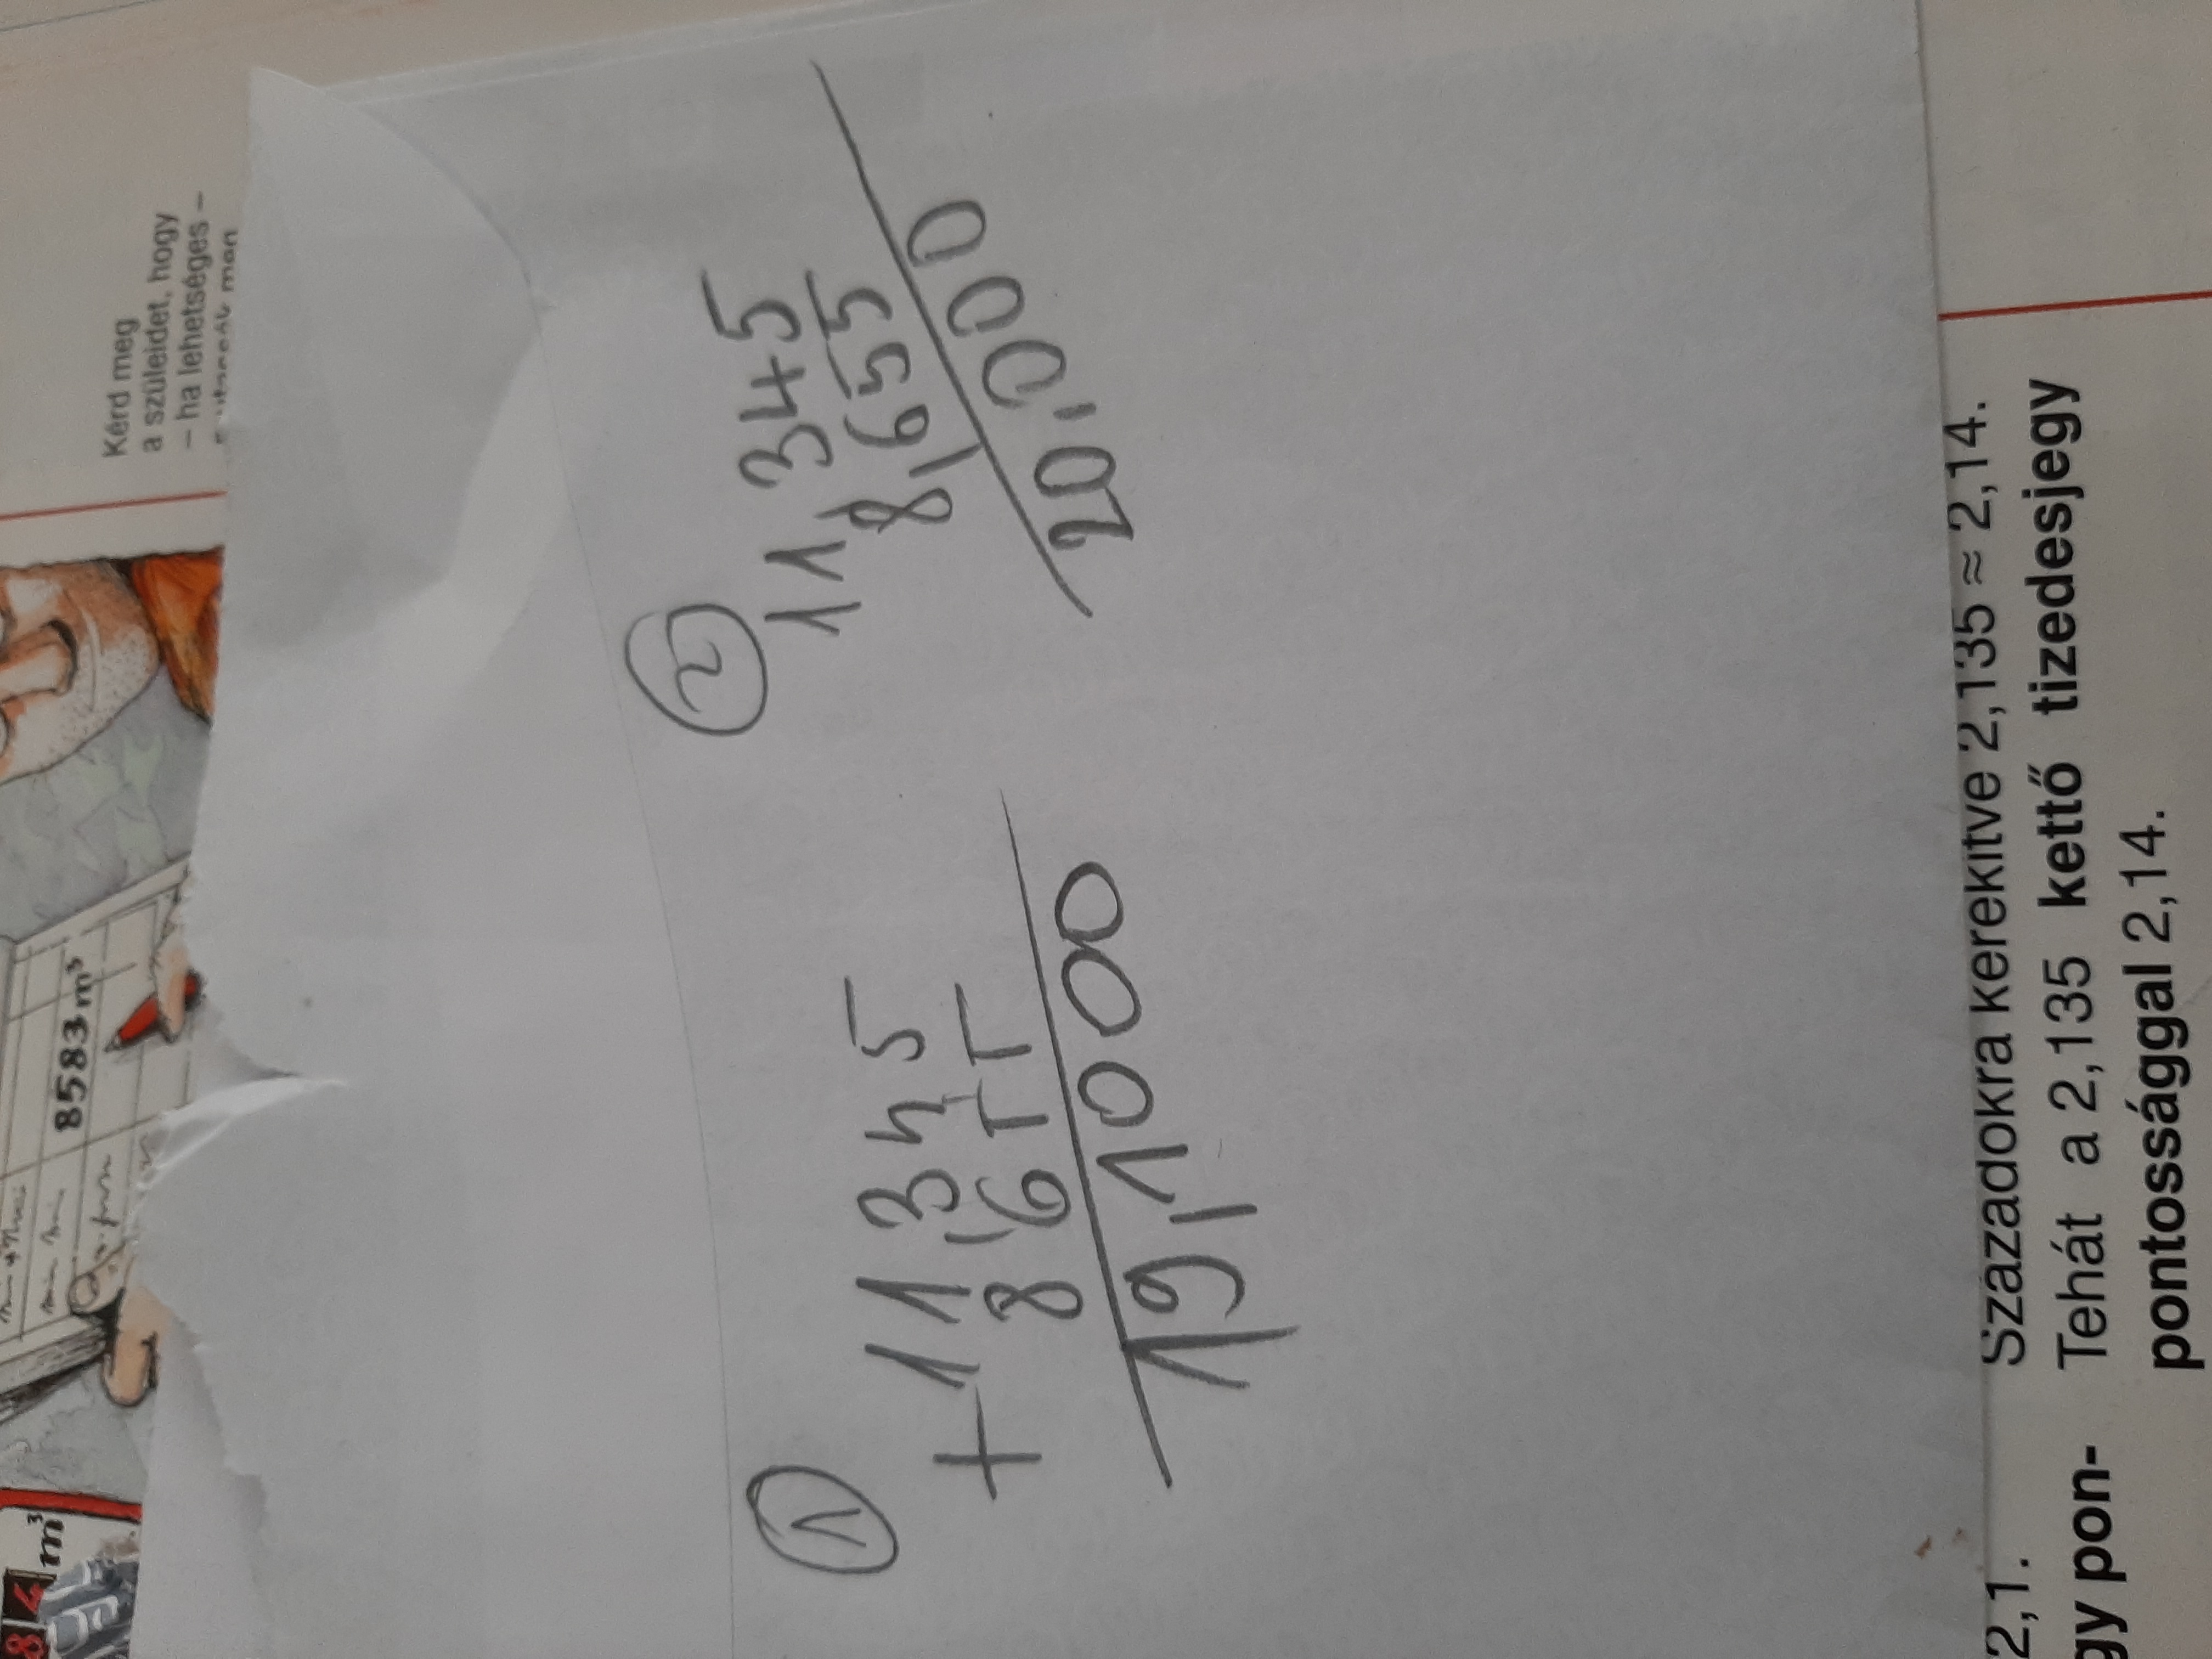 Kérd meg
a szüleidet, hogy
– ha lehetséges –
8583 m³
m³
①
+ 11,345
8,655
19,1000
②
11,345
8,655
20,000
2,1.
Századokra kerekítve 2,135 ≈ 2,14.
Tehát a 2,135 kettő tizedesjegy
gy pon-
pontossággal 2,14.